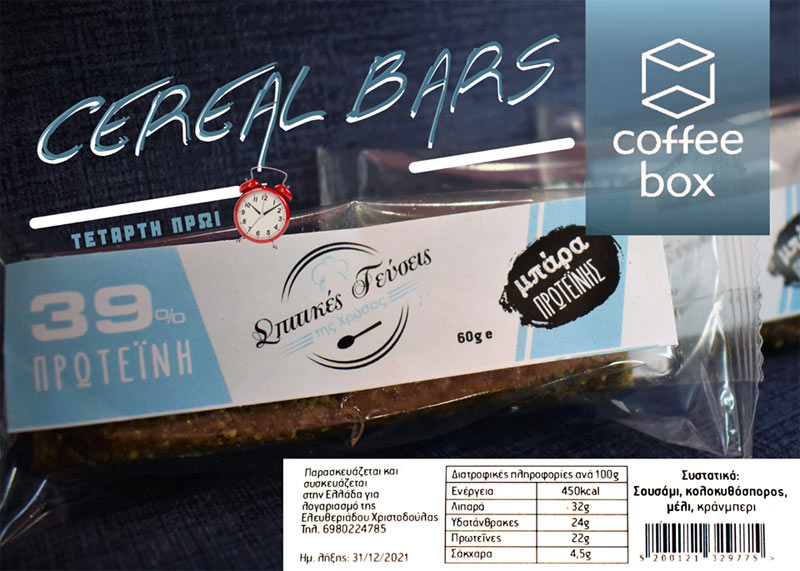 CEREAL BARS
coffee
box
ΤΕΤΑΡΤΗ ΠΡΩΙ
39%
ΠΡΩΤΕΪΝΗ
Σπιτικές Γεύσεις
της Χρύσας
60g e
μπάρα
ΠΡΩΤΕΪΝΗΣ
Παρασκευάζεται και
συσκευάζεται
στην Ελλάδα για
λογαριασμό της
Ελευθεριάδου Χριστοδούλας
Τηλ. 6980224785
Ημ. λήξης: 31/12/2021
Διατροφικές πληροφορίες ανά 100g
Ενέργεια 450kcal
Λιπαρά 32g
Υδατάνθρακες 24g
Πρωτεΐνες 22g
Σάκχαρα 4,5g
Συστατικά:
Σουσάμι, κολοκυθόσπορος,
μέλι, κράνμπερι
5 200121 329775 >